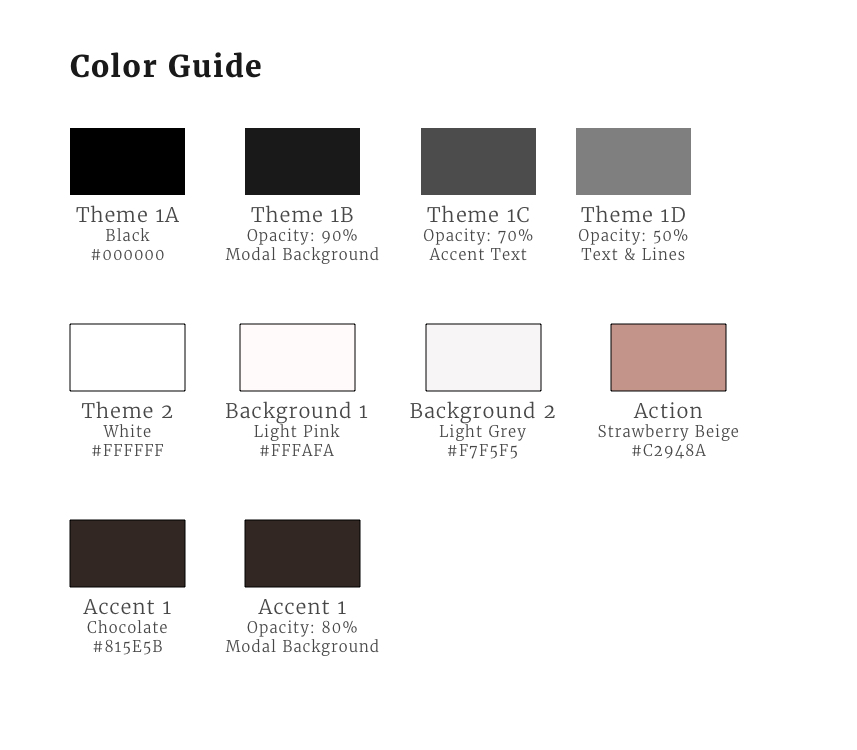 Color Guide
Theme 1A
Black
#000000
Theme 1B
Opacity: 90%
Modal Background
Theme 1C
Opacity: 70%
Accent Text
Theme 1D
Opacity: 50%
Text & Lines
Theme 2
White
#FFFFFF
Background 1
Light Pink
#FFFAFA
Background 2
Light Grey
#F7F5F5
Action
Strawberry Beige
#C2948A
Accent 1
Chocolate
#815E5B
Accent 1
Opacity: 80%
Modal Background